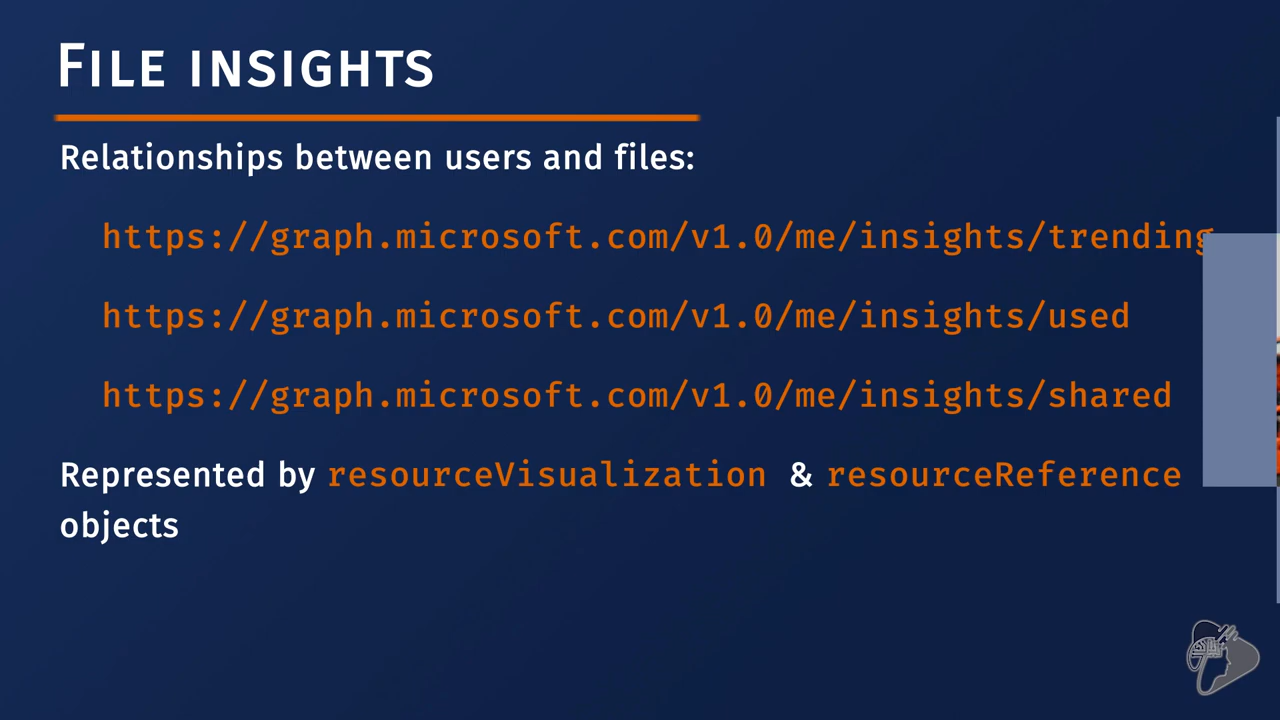 File insights
Relationships between users and files:
https://graph.microsoft.com/v1.0/me/insights/trending
https://graph.microsoft.com/v1.0/me/insights/used
https://graph.microsoft.com/v1.0/me/insights/shared
Represented by resourceVisualization & resourceReference
objects